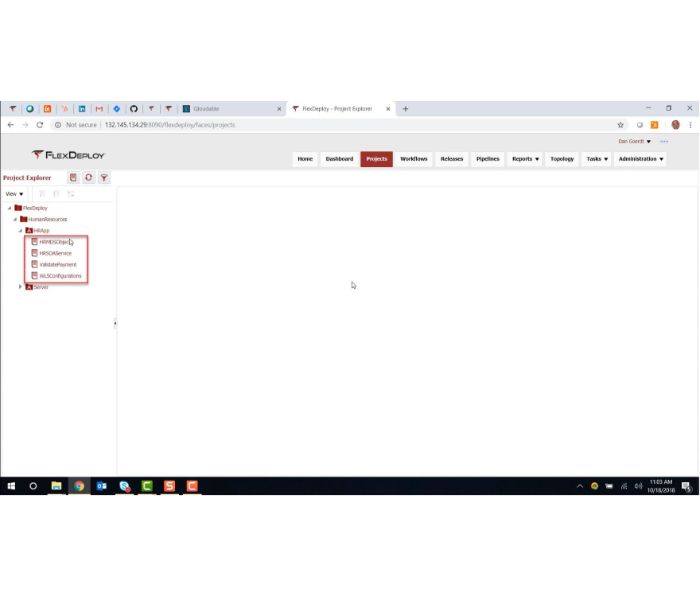 Qloudable
FlexDeploy - Project Explorer
Not secure | 132.145.134.29:8090/flexdeploy/faces/projects
Dan Goerdt
FLEXDEPLOY
Home Dashboard Projects Workflows Releases Pipelines Reports Topology Tasks Administration
Project Explorer
View
FlexDeploy
HumanResources
HRApp
HRMDSObjects
HRSOAService
ValidatePayment
WLSConfigurations
Server
11:03 AM
10/18/2018